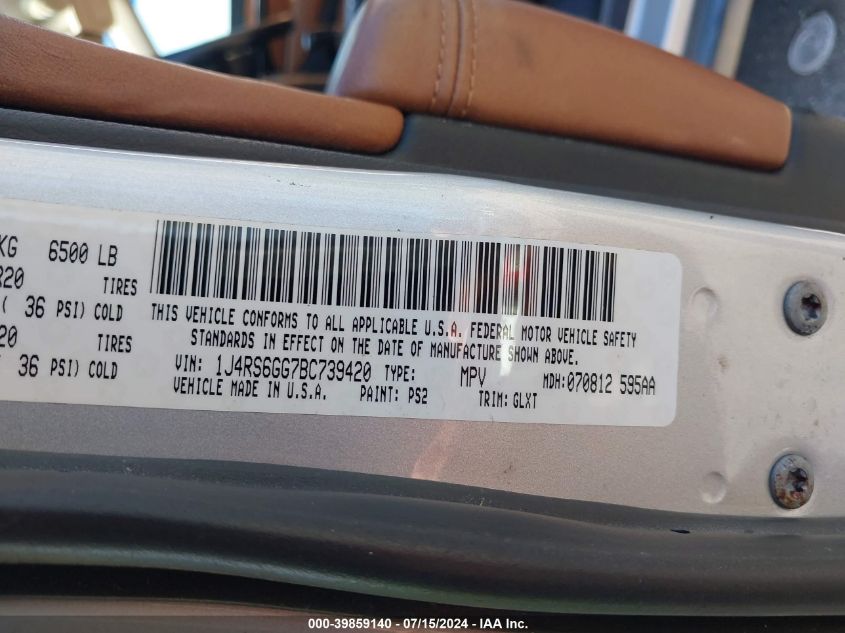 KG 6500 LB
R20 TIRES
( 36 PSI) COLD
20 TIRES
36 PSI) COLD
THIS VEHICLE CONFORMS TO ALL APPLICABLE U.S.A. FEDERAL MOTOR VEHICLE SAFETY
STANDARDS IN EFFECT ON THE DATE OF MANUFACTURE SHOWN ABOVE.
VIN: 1J4RS6GG7BC739420 TYPE: MPV MDH:070812 595AA
VEHICLE MADE IN U.S.A. PAINT: PS2 TRIM: GLXT
000-39859140 - 07/15/2024 - IAA Inc.